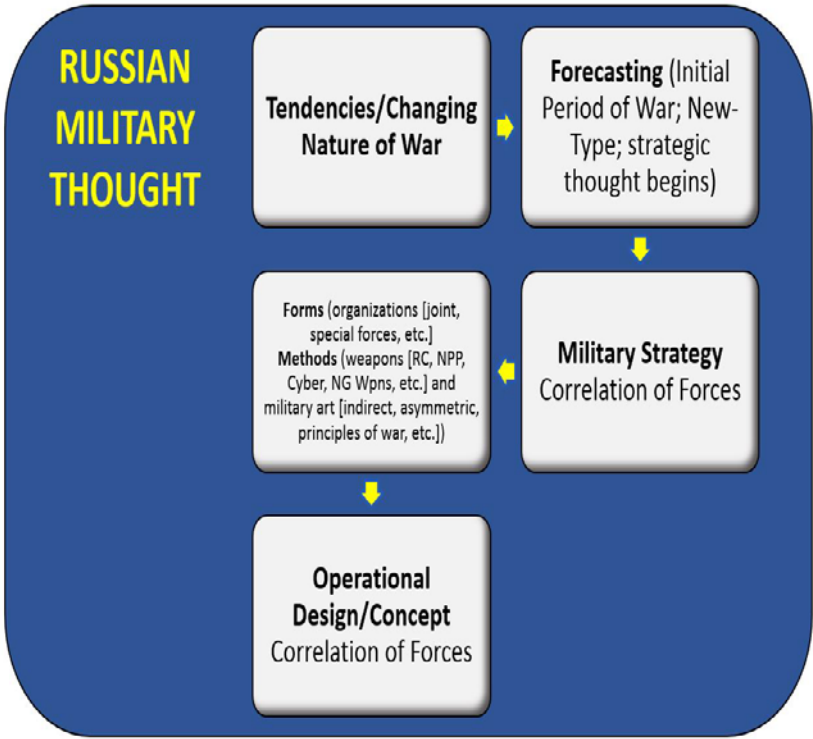 RUSSIAN
MILITARY
THOUGHT
Tendencies/Changing
Nature of War
Forecasting (Initial
Period of War; New-
Type; strategic
thought begins)
Military Strategy
Correlation of Forces
Forms (organizations [joint,
special forces, etc.]
Methods (weapons [RC, NPP,
Cyber, NG Wpns, etc.] and
military art [indirect, asymmetric,
principles of war, etc.])
Operational
Design/Concept
Correlation of Forces